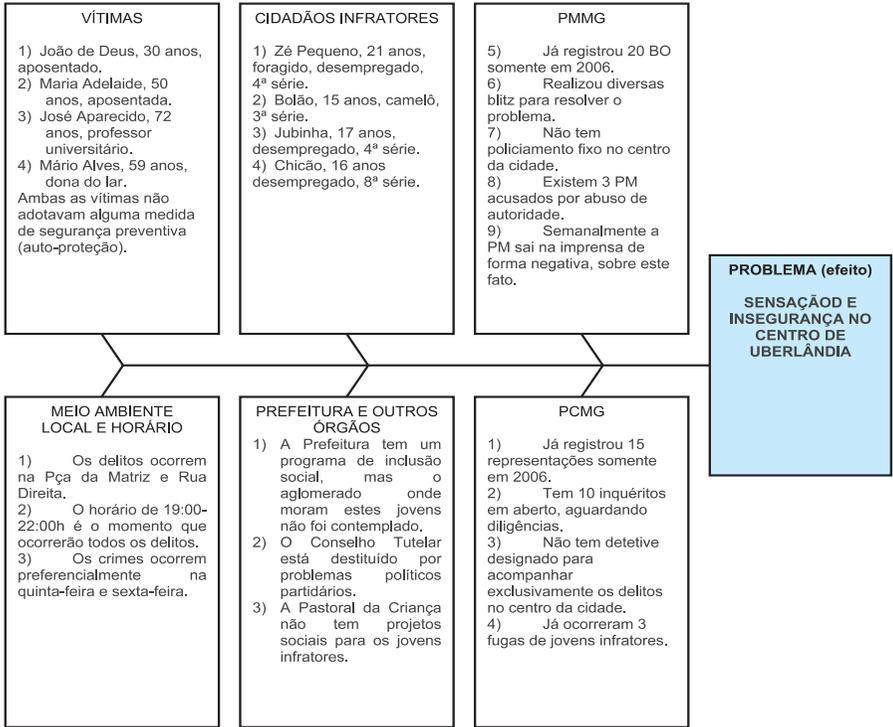 VÍTIMAS
1) João de Deus, 30 anos,
aposentado.
2) Maria Adelaide, 50
anos, aposentada.
3) José Aparecido, 72
anos, professor
universitário.
4) Mário Alves, 59 anos,
dona do lar.
Ambas as vítimas não
adotavam alguma medida
de segurança preventiva
(auto-proteção).
CIDADÃOS INFRATORES
1) Zé Pequeno, 21 anos,
foragido, desempregado,
4ª série.
2) Bolão, 15 anos, camelô,
3ª série.
3) Jubinha, 17 anos,
desempregado, 4ª série.
4) Chicão, 16 anos
desempregado, 8ª série.
PMMG
5) Já registrou 20 BO
somente em 2006.
6) Realizou diversas
blitz para resolver o
problema.
7) Não tem
policiamento fixo no centro
da cidade.
8) Existem 3 PM
acusados por abuso de
autoridade.
9) Semanalmente a
PM sai na imprensa de
forma negativa, sobre este
fato.
PROBLEMA (efeito)
SENSAÇÃOD E
INSEGURANÇA NO
CENTRO DE
UBERLÂNDIA
MEIO AMBIENTE
LOCAL E HORÁRIO
1) Os delitos ocorrem
na Pça da Matriz e Rua
Direita.
2) O horário de 19:00-
22:00h é o momento que
ocorrerão todos os delitos.
3) Os crimes ocorrem
preferencialmente na
quinta-feira e sexta-feira.
PREFEITURA E OUTROS
ÓRGÃOS
1) A Prefeitura tem um
programa de inclusão
social, mas o
aglomerado onde
moram estes jovens
não foi contemplado.
2) O Conselho Tutelar
está destituído por
problemas políticos
partidários.
3) A Pastoral da Criança
não tem projetos
sociais para os jovens
infratores.
PCMG
1) Já registrou 15
representações somente
em 2006.
2) Tem 10 inquéritos
em aberto, aguardando
diligências.
3) Não tem detetive
designado para
acompanhar
exclusivamente os delitos
no centro da cidade.
4) Já ocorreram 3
fugas de jovens infratores.